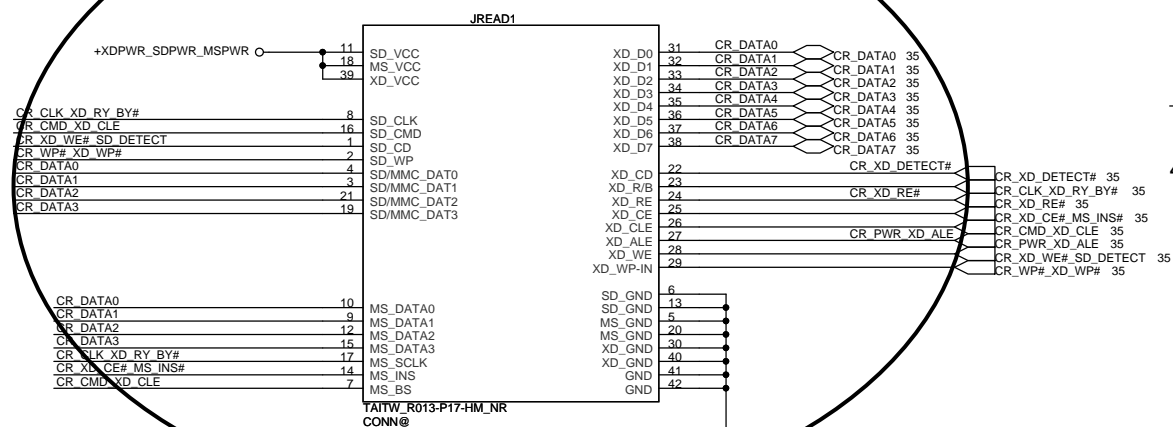 JREAD1
+XDPWR_SDPWR_MSPWR
11 SD_VCC
18 MS_VCC
39 XD_VCC
CR_CLK_XD_RY_BY# 8 SD_CLK
CR_CMD_XD_CLE 16 SD_CMD
CR_XD_WE#_SD_DETECT 1 SD_CD
CR_WP#_XD_WP# 2 SD_WP
CR_DATA0 4 SD/MMC_DAT0
CR_DATA1 3 SD/MMC_DAT1
CR_DATA2 21 SD/MMC_DAT2
CR_DATA3 19 SD/MMC_DAT3
CR_DATA0 10 MS_DATA0
CR_DATA1 9 MS_DATA1
CR_DATA2 12 MS_DATA2
CR_DATA3 15 MS_DATA3
CR_CLK_XD_RY_BY# 17 MS_SCLK
CR_XD_CE#_MS_INS# 14 MS_INS
CR_CMD_XD_CLE 7 MS_BS
XD_D0 31 CR_DATA0 CR_DATA0 35
XD_D1 32 CR_DATA1 CR_DATA1 35
XD_D2 33 CR_DATA2 CR_DATA2 35
XD_D3 34 CR_DATA3 CR_DATA3 35
XD_D4 35 CR_DATA4 CR_DATA4 35
XD_D5 36 CR_DATA5 CR_DATA5 35
XD_D6 37 CR_DATA6 CR_DATA6 35
XD_D7 38 CR_DATA7 CR_DATA7 35
XD_CD 22 CR_XD_DETECT# CR_XD_DETECT# 35
XD_R/B 23 CR_CLK_XD_RY_BY# 35
XD_RE 24 CR_XD_RE# CR_XD_RE# 35
XD_CE 25 CR_XD_CE#_MS_INS# 35
XD_CLE 26 CR_CMD_XD_CLE 35
XD_ALE 27 CR_PWR_XD_ALE CR_PWR_XD_ALE 35
XD_WE 28 CR_XD_WE#_SD_DETECT 35
XD_WP-IN 29 CR_WP#_XD_WP# 35
SD_GND 6
SD_GND 13
MS_GND 5
MS_GND 20
XD_GND 30
XD_GND 40
GND 41
GND 42
TAITW_R013-P17-HM_NR
CONN@